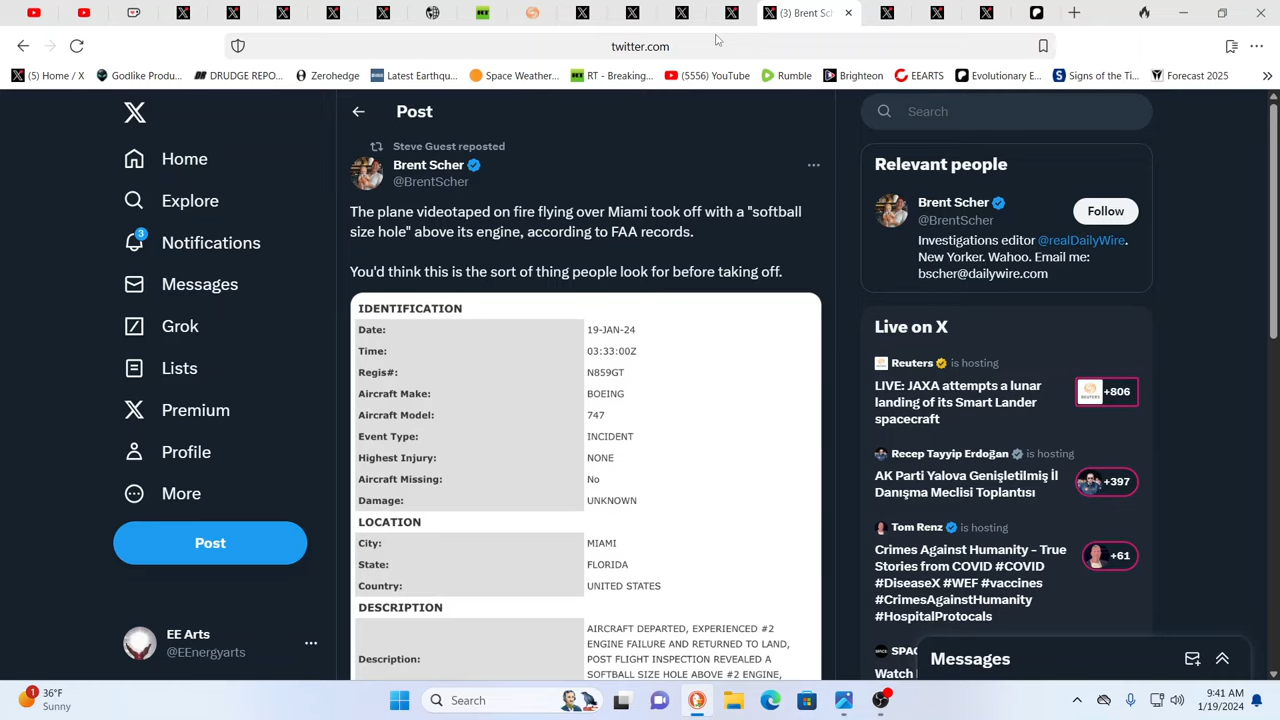 (3) Brent Sch
twitter.com
(5) Home / X
Godlike Produ...
DRUDGE REPO...
Zerohedge
Latest Earthqu...
Space Weather...
RT - Breaking...
(5556) YouTube
Rumble
Brighteon
EEARTS
Evolutionary E...
Signs of the Ti...
Forecast 2025
Home
Explore
3
Notifications
Messages
Grok
Lists
Premium
Profile
More
Post
EE Arts
@EEnergyarts
Post
Steve Guest reposted
Brent Scher
@BrentScher
The plane videotaped on fire flying over Miami took off with a "softball
size hole" above its engine, according to FAA records.
You'd think this is the sort of thing people look for before taking off.
IDENTIFICATION
Date: 19-JAN-24
Time: 03:33:00Z
Regis#: N859GT
Aircraft Make: BOEING
Aircraft Model: 747
Event Type: INCIDENT
Highest Injury: NONE
Aircraft Missing: No
Damage: UNKNOWN
LOCATION
City: MIAMI
State: FLORIDA
Country: UNITED STATES
DESCRIPTION
Description: AIRCRAFT DEPARTED, EXPERIENCED #2
ENGINE FAILURE AND RETURNED TO LAND,
POST FLIGHT INSPECTION REVEALED A
SOFTBALL SIZE HOLE ABOVE #2 ENGINE,
Search
Relevant people
Brent Scher
@BrentScher
Follow
Investigations editor @realDailyWire.
New Yorker. Wahoo. Email me:
bscher@dailywire.com
Live on X
Reuters is hosting
LIVE: JAXA attempts a lunar
landing of its Smart Lander
spacecraft
+806
Recep Tayyip Erdoğan is hosting
AK Parti Yalova Genişletilmiş İl
Danışma Meclisi Toplantısı
+397
Tom Renz is hosting
Crimes Against Humanity – True
Stories from COVID #COVID
#DiseaseX #WEF #vaccines
#CrimesAgainstHumanity
#HospitalProtocals
+61
SPAC
Watch
Messages
1
36°F
Sunny
Search
9:41 AM
1/19/2024